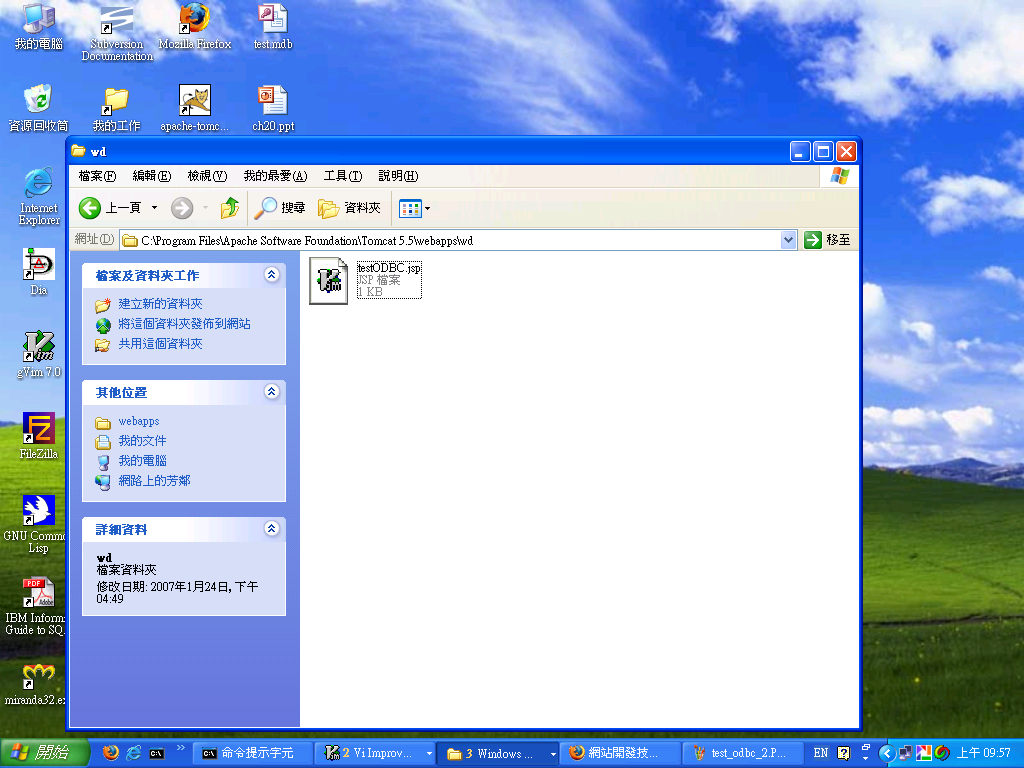 我的電腦
Subversion
Documentation
Mozilla Firefox
test.mdb
資源回收筒
我的工作
apache-tomc...
ch20.ppt
Internet
Explorer
Dia
gVim 7.0
FileZilla
GNU Commo
Lisp
IBM Inform
Guide to SQ
miranda32.ex
wd
檔案(F) 編輯(E) 檢視(V) 我的最愛(A) 工具(T) 說明(H)
上一頁 搜尋 資料夾
網址(D) C:\Program Files\Apache Software Foundation\Tomcat 5.5\webapps\wd 移至
檔案及資料夾工作
建立新的資料夾
將這個資料夾發佈到網站
共用這個資料夾
其他位置
webapps
我的文件
我的電腦
網路上的芳鄰
詳細資料
wd
檔案資料夾
修改日期: 2007年1月24日, 下午
04:49
testODBC.jsp
JSP 檔案
1 KB
開始 命令提示字元 2 Vi Improv... 3 Windows ... 網站開發技... test_odbc_2.P... EN 上午 09:57